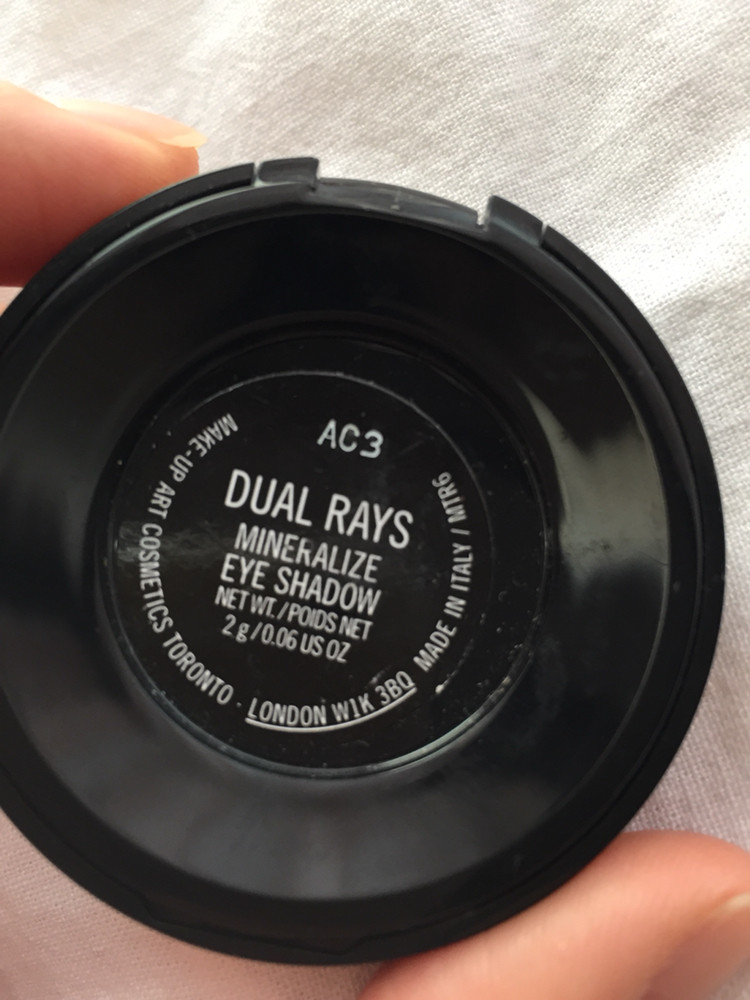 AC3
DUAL RAYS
MINERALIZE
EYE SHADOW
NET WT./POIDS NET
2 g/0.06 US OZ
MAKE-UP ART COSMETICS TORONTO · LONDON W1K 3BQ MADE IN ITALY / MTR6